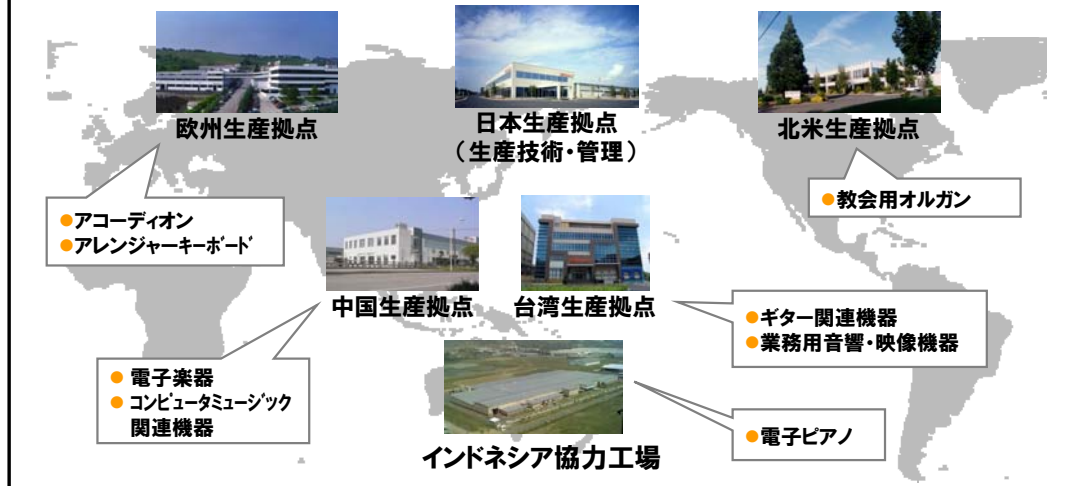 欧州生産拠点
日本生産拠点
（生産技術・管理）
北米生産拠点
●アコーディオン
●アレンジャーキーボード
●教会用オルガン
中国生産拠点
台湾生産拠点
●ギター関連機器
●業務用音響・映像機器
●電子楽器
●コンピュータミュージック
関連機器
●電子ピアノ
インドネシア協力工場